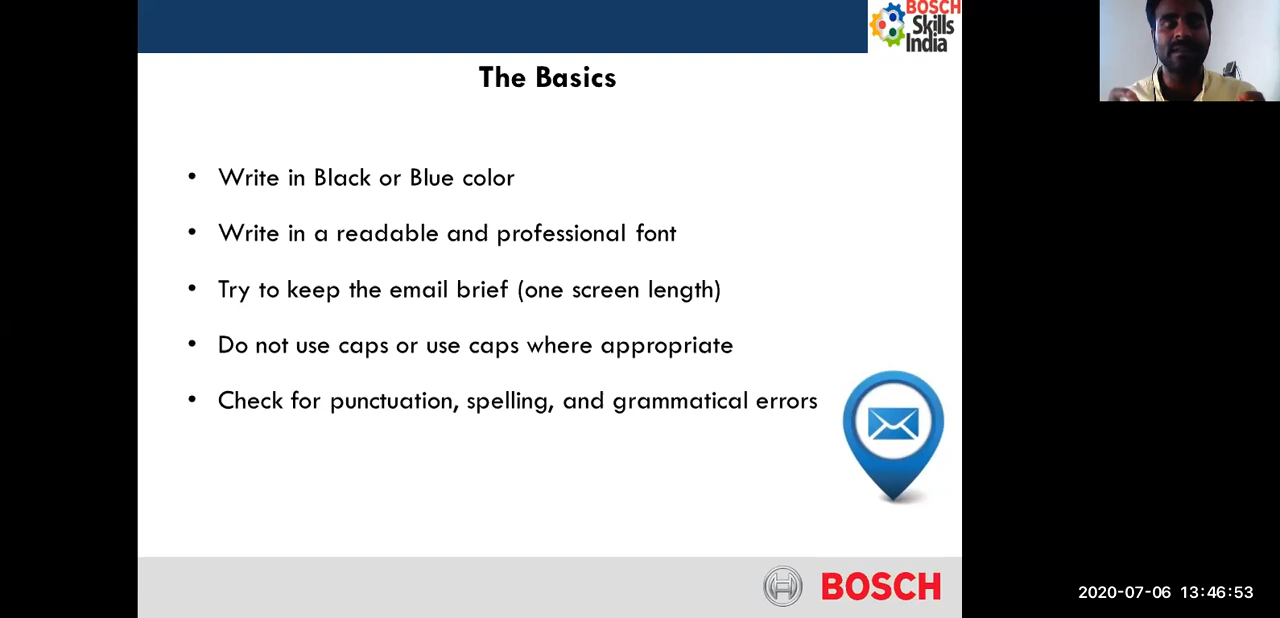 BOSCH
Skills
India
The Basics
• Write in Black or Blue color
• Write in a readable and professional font
• Try to keep the email brief (one screen length)
• Do not use caps or use caps where appropriate
• Check for punctuation, spelling, and grammatical errors
BOSCH
2020-07-06 13:46:53